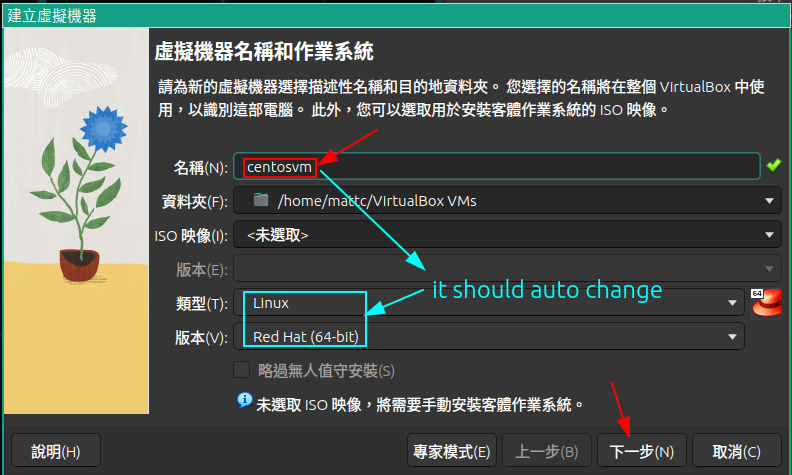 建立虛擬機器
虛擬機器名稱和作業系統
請為新的虛擬機器選擇描述性名稱和目的地資料夾。 您選擇的名稱將在整個 VirtualBox 中使
用，以識別這部電腦。 此外，您可以選取用於安裝客體作業系統的 ISO 映像。
名稱(N): centosvm
資料夾(F): /home/mattc/VirtualBox VMs
ISO 映像(I): <未選取>
版本(E):
it should auto change
類型(T): Linux
64
版本(V): Red Hat (64-bit)
略過無人值守安裝(S)
未選取 ISO 映像，將需要手動安裝客體作業系統。
說明(H) 專家模式(E) 上一步(B) 下一步(N) 取消(C)